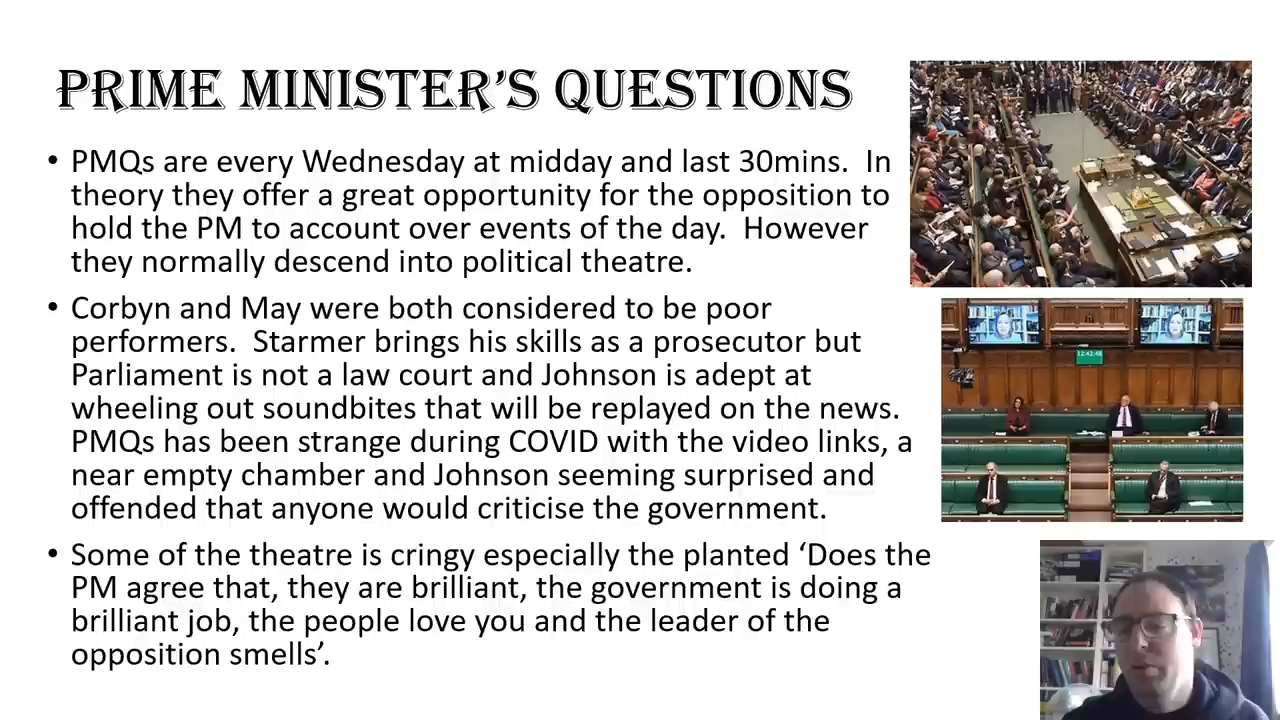 PRIME MINISTER'S QUESTIONS
• PMQs are every Wednesday at midday and last 30mins.  In
theory they offer a great opportunity for the opposition to
hold the PM to account over events of the day.  However
they normally descend into political theatre.
• Corbyn and May were both considered to be poor
performers.  Starmer brings his skills as a prosecutor but
Parliament is not a law court and Johnson is adept at
wheeling out soundbites that will be replayed on the news.
PMQs has been strange during COVID with the video links, a
near empty chamber and Johnson seeming surprised and
offended that anyone would criticise the government.
• Some of the theatre is cringy especially the planted ‘Does the
PM agree that, they are brilliant, the government is doing a
brilliant job, the people love you and the leader of the
opposition smells’.